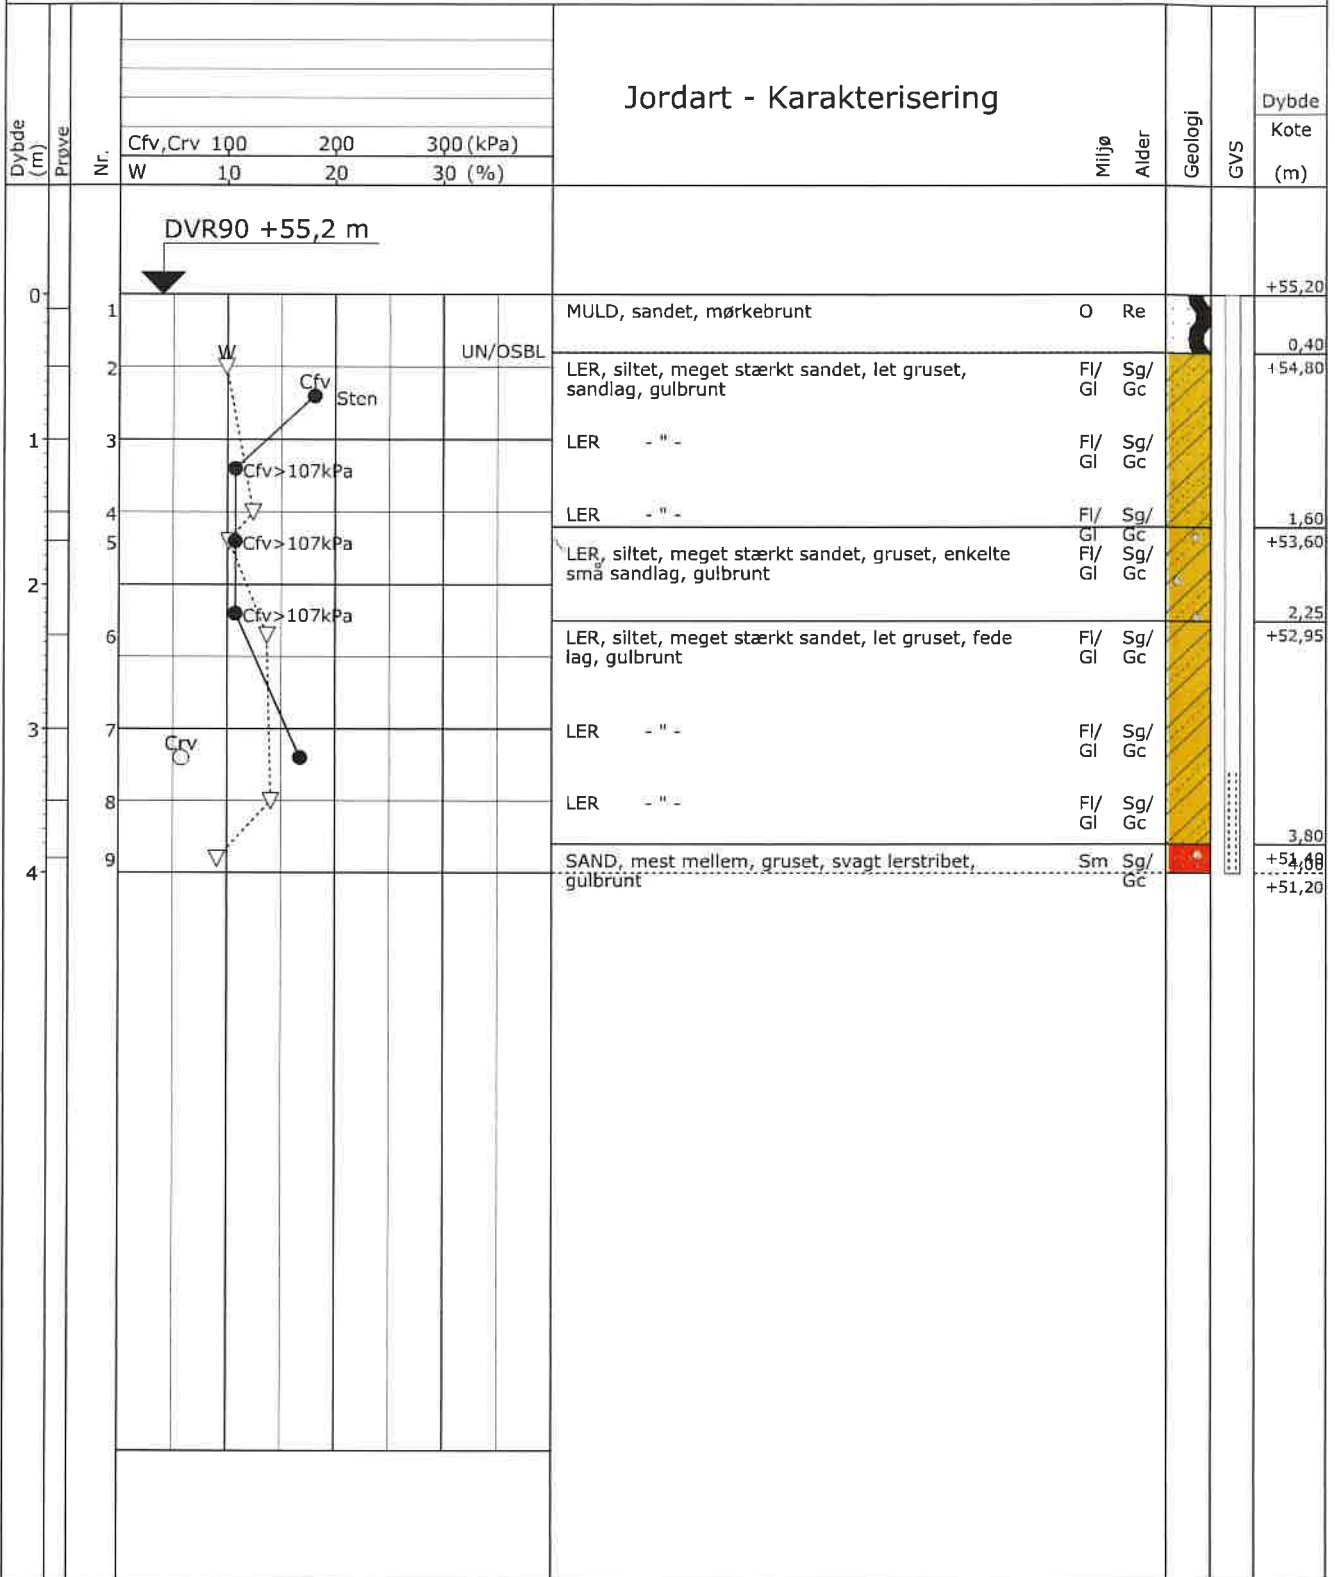 Jordart - Karakterisering
Dybde (m)
Prøve
Nr.
Cfv,Crv 100 200 300 (kPa)
W 10 20 30 (%)
Miljø
Alder
Geologi
GVS
Dybde
Kote
(m)
DVR90 +55,2 m
0 +55,20
1 MULD, sandet, mørkebrunt O Re
W UN/OSBL 0,40
2 LER, siltet, meget stærkt sandet, let gruset, Fl/ Sg/ +54,80
Cfv sandlag, gulbrunt Gl Gc
Sten
1 3 LER - " - Fl/ Sg/
Gl Gc
Cfv>107kPa
4 LER - " - Fl/ Sg/ 1,60
Gl Gc
5 Cfv>107kPa +53,60
LER, siltet, meget stærkt sandet, gruset, enkelte Fl/ Sg/
små sandlag, gulbrunt Gl Gc
2
Cfv>107kPa 2,25
6 LER, siltet, meget stærkt sandet, let gruset, fede Fl/ Sg/ +52,95
lag, gulbrunt Gl Gc
3 7 LER - " - Fl/ Sg/
Crv Gl Gc
8 LER - " - Fl/ Sg/
Gl Gc
3,80
9 SAND, mest mellem, gruset, svagt lerstribet, Sm Sg/ +51,40
4,00
4 gulbrunt Gc +51,20